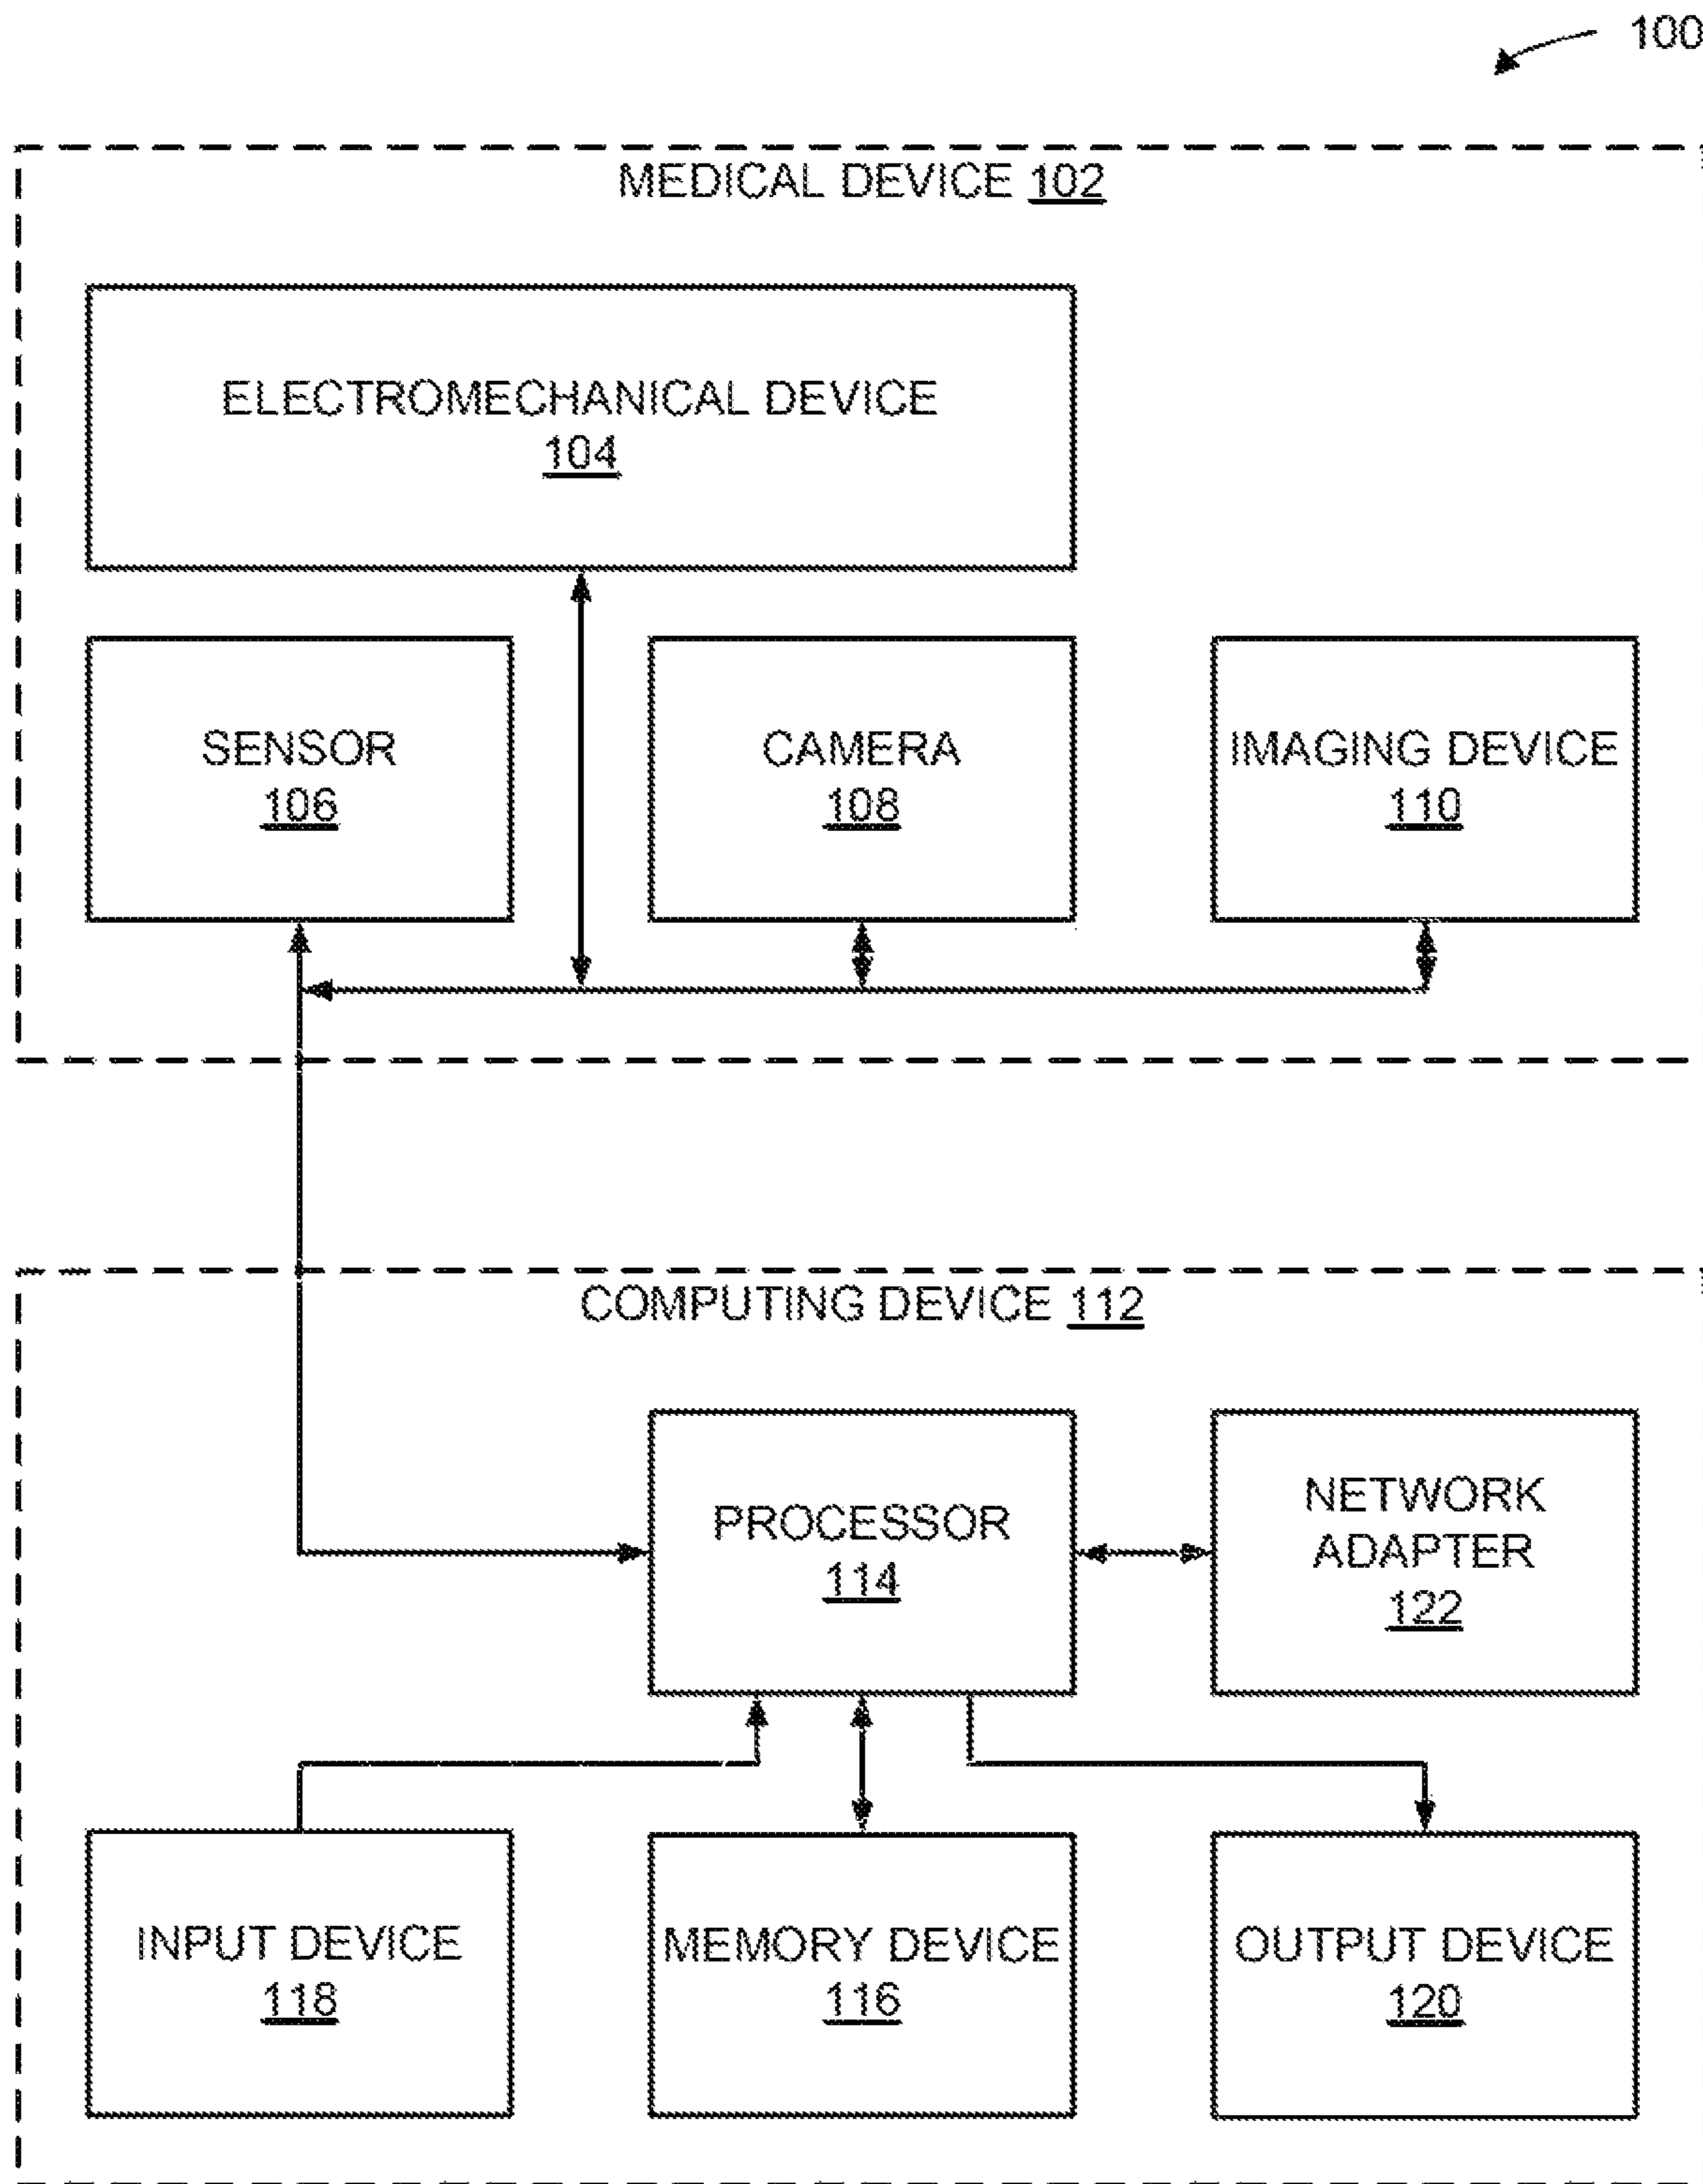 100
MEDICAL DEVICE 102
ELECTROMECHANICAL DEVICE
104
SENSOR
106
CAMERA
108
IMAGING DEVICE
110
COMPUTING DEVICE 112
PROCESSOR
114
NETWORK
ADAPTER
122
INPUT DEVICE
118
MEMORY DEVICE
116
OUTPUT DEVICE
120